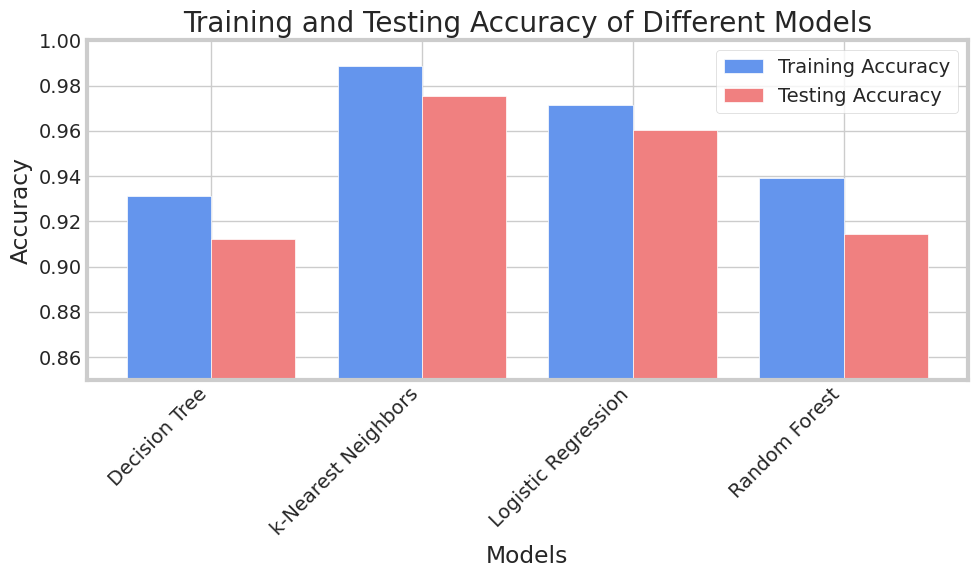 Training and Testing Accuracy of Different Models
Training Accuracy
Testing Accuracy
Accuracy
1.00
0.98
0.96
0.94
0.92
0.90
0.88
0.86
Decision Tree
k-Nearest Neighbors
Logistic Regression
Random Forest
Models